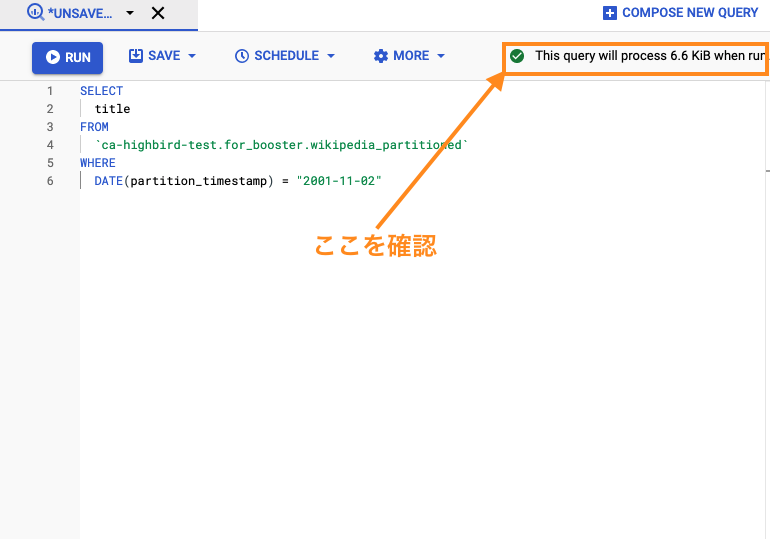 *UNSAVE...
COMPOSE NEW QUERY
RUN SAVE SCHEDULE MORE This query will process 6.6 KiB when run
1 SELECT
2 title
3 FROM
4 `ca-highbird-test.for_booster.wikipedia_partitioned`
5 WHERE
6 DATE(partition_timestamp) = "2001-11-02"
ここを確認